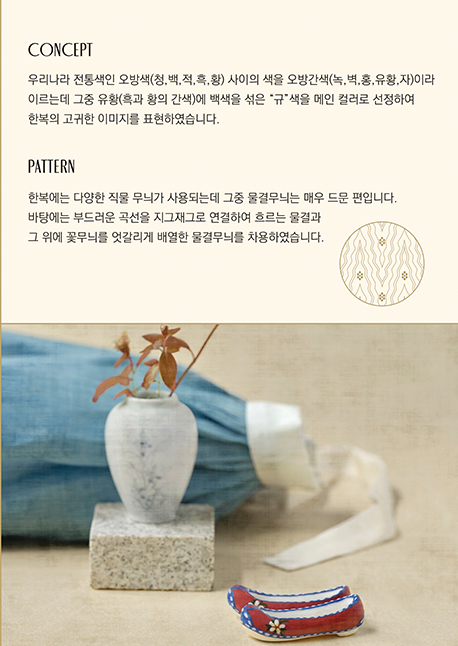 CONCEPT
우리나라 전통색인 오방색(청,백,적,흑,황) 사이의 색을 오방간색(녹,벽,홍,유황,자)이라
이르는데 그중 유황(흑과 황의 간색)에 백색을 섞은 “규”색을 메인 컬러로 선정하여
한복의 고귀한 이미지를 표현하였습니다.
PATTERN
한복에는 다양한 직물 무늬가 사용되는데 그중 물결무늬는 매우 드문 편입니다.
바탕에는 부드러운 곡선을 지그재그로 연결하여 흐르는 물결과
그 위에 꽃무늬를 엇갈리게 배열한 물결무늬를 차용하였습니다.